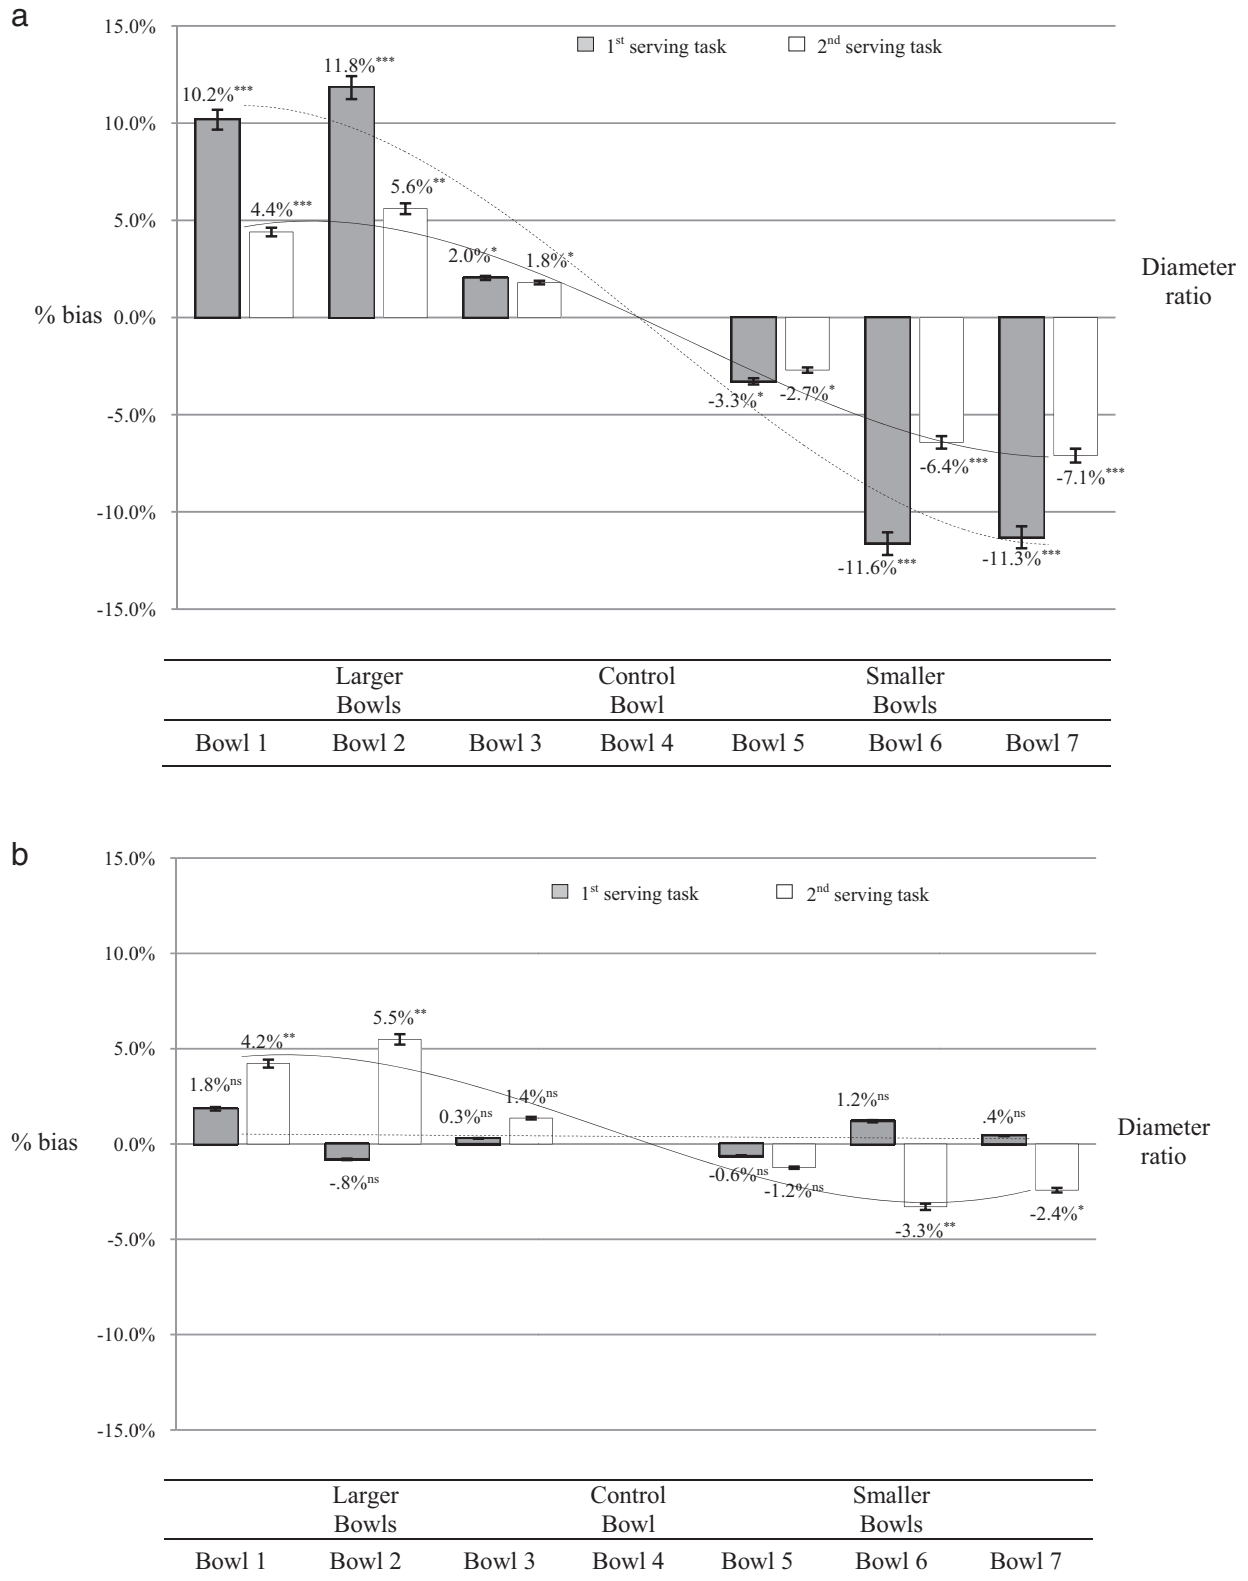 a
15.0%
1st serving task
2nd serving task
11.8%***
10.2%***
10.0%
5.6%**
4.4%***
5.0%
2.0%*
1.8%*
Diameter
ratio
% bias
0.0%
-3.3%*
-2.7%*
-5.0%
-6.4%***
-7.1%***
-10.0%
-11.6%***
-11.3%***
-15.0%
Larger Control Smaller
Bowls Bowl Bowls
Bowl 1 Bowl 2 Bowl 3 Bowl 4 Bowl 5 Bowl 6 Bowl 7
b
15.0%
1st serving task
2nd serving task
10.0%
5.5%**
4.2%**
5.0%
1.8%ns
0.3%ns
1.4%ns
1.2%ns
.4%ns
% bias
0.0%
Diameter
ratio
-.8%ns
-0.6%ns
-1.2%ns
-3.3%**
-2.4%*
-5.0%
-10.0%
-15.0%
Larger Control Smaller
Bowls Bowl Bowls
Bowl 1 Bowl 2 Bowl 3 Bowl 4 Bowl 5 Bowl 6 Bowl 7